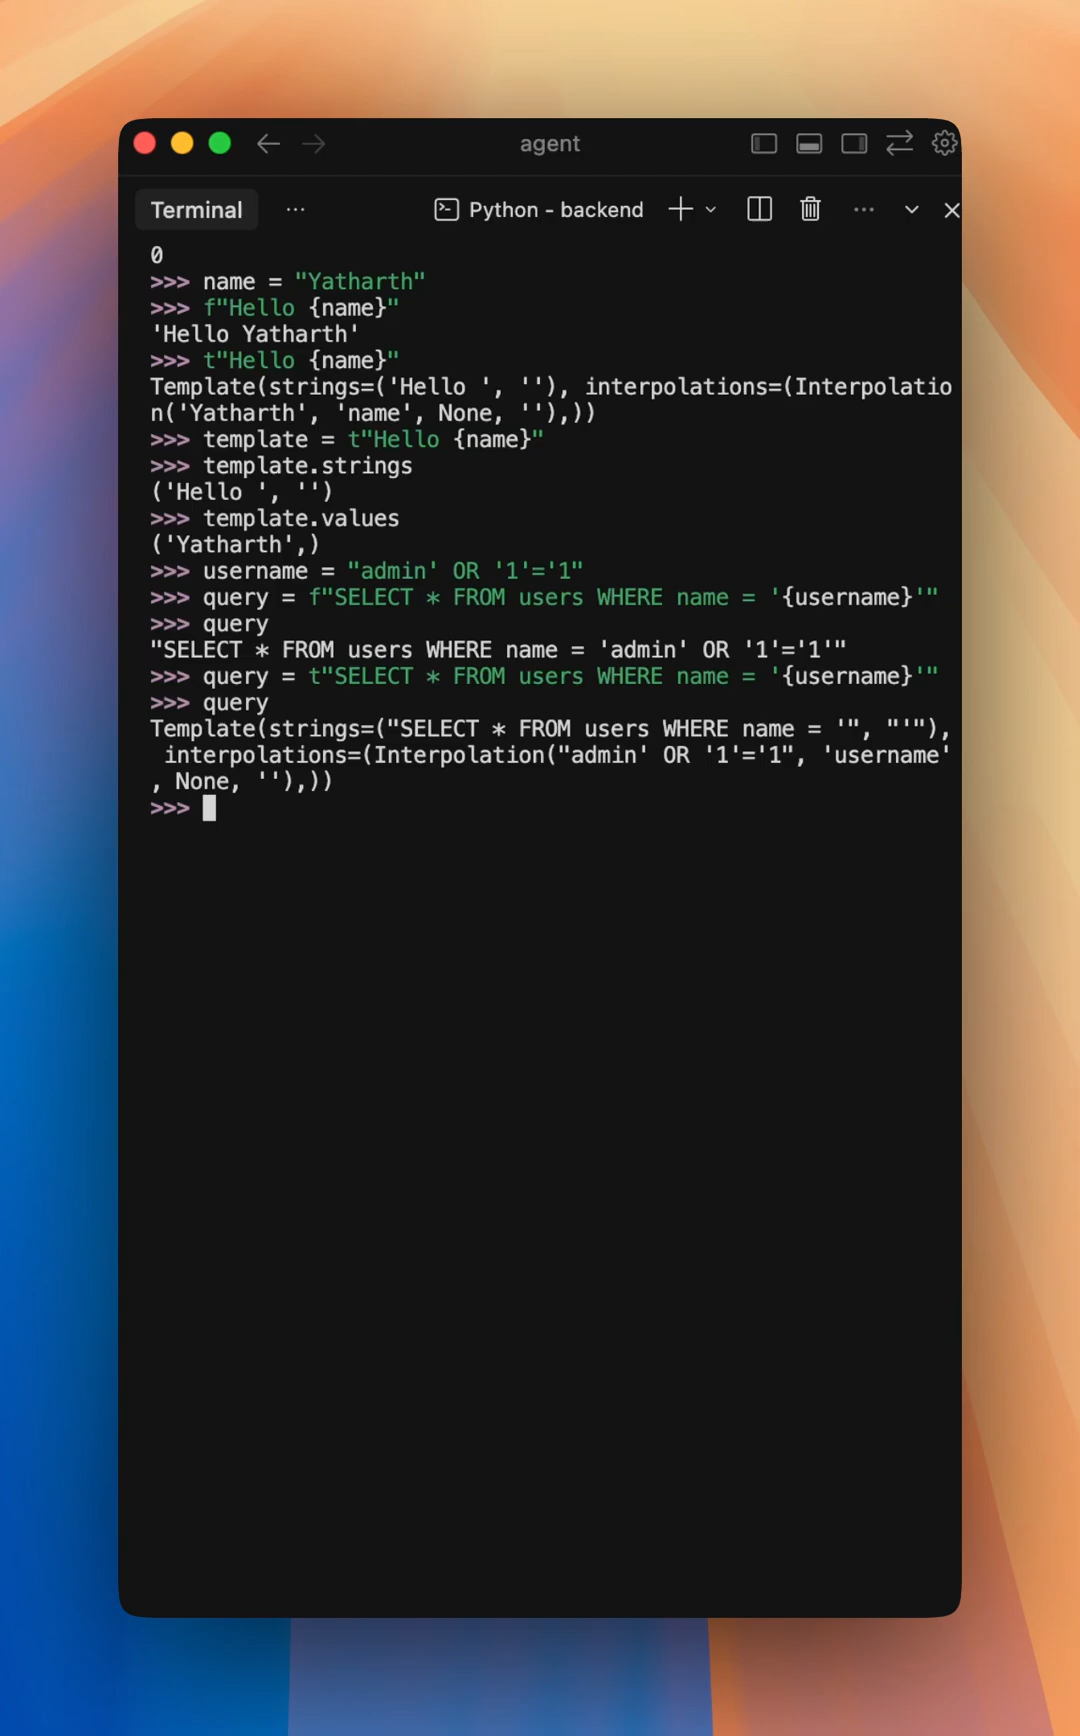 agent
Terminal ··· Python - backend
0
>>> name = "Yatharth"
>>> f"Hello {name}"
'Hello Yatharth'
>>> t"Hello {name}"
Template(strings=('Hello ', ''), interpolations=(Interpolatio
n('Yatharth', 'name', None, ''),))
>>> template = t"Hello {name}"
>>> template.strings
('Hello ', '')
>>> template.values
('Yatharth',)
>>> username = "admin' OR '1'='1"
>>> query = f"SELECT * FROM users WHERE name = '{username}'"
>>> query
"SELECT * FROM users WHERE name = 'admin' OR '1'='1'"
>>> query = t"SELECT * FROM users WHERE name = '{username}'"
>>> query
Template(strings=("SELECT * FROM users WHERE name = '", "'"),
 interpolations=(Interpolation("admin' OR '1'='1", 'username'
, None, ''),))
>>>